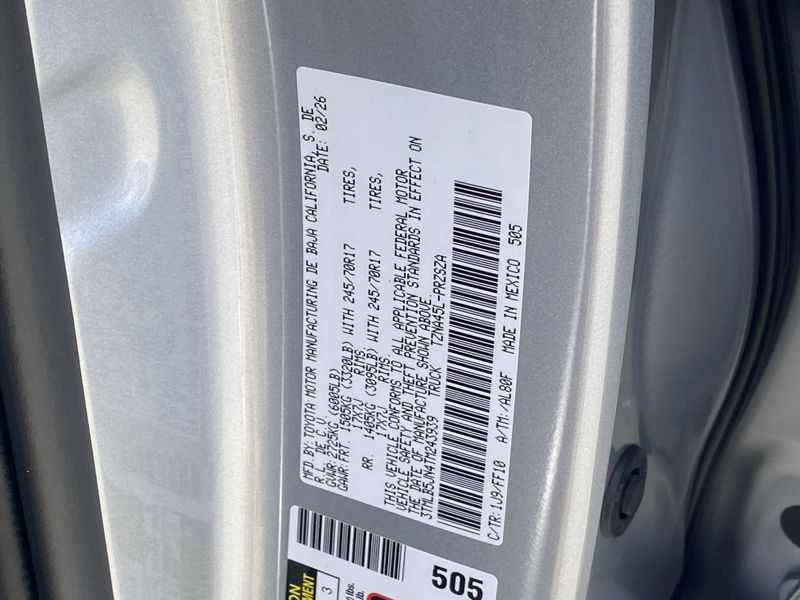 MFD.BY:TOYOTA MOTOR MANUFACTURING DE BAJA CALIFORNIA, S. DE
R.L. DE C.V. DATE: 02/26
GVWR:2725KG (6005LB)
GAWR:FRT. 1505KG (3320LB) WITH 245/70R17 TIRES,
17X7J RIMS
RR. 1405KG (3095LB) WITH 245/70R17 TIRES,
17X7J RIMS
THIS VEHICLE CONFORMS TO ALL APPLICABLE FEDERAL MOTOR
VEHICLE SAFETY AND THEFT PREVENTION STANDARDS IN EFFECT ON
THE DATE OF MANUFACTURE SHOWN ABOVE.
3TMLB5JN4TM243939 TRUCK TZNA45L-PRZSZA
C/TR:1J9/FF10 A/TM:/AL80F MADE IN MEXICO 505
505
3
lbs.
lb.